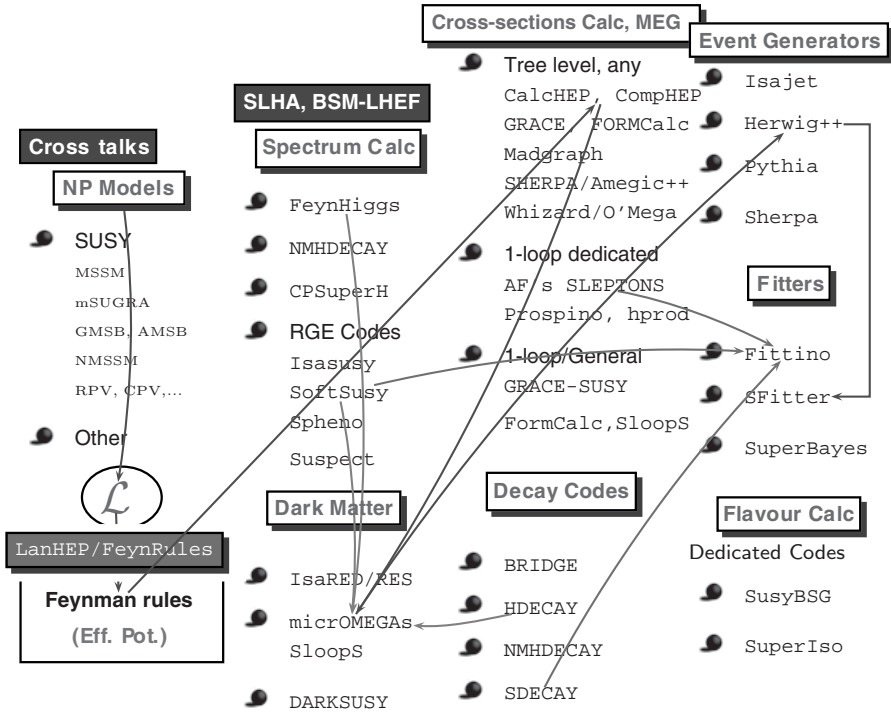 Cross talks
NP Models
SUSY
MSSM
mSUGRA
GMSB, AMSB
NMSSM
RPV, CPV,...
Other
ℒ
LanHEP/FeynRules
Feynman rules
(Eff. Pot.)
SLHA, BSM-LHEF
Spectrum Calc
FeynHiggs
NMHDECAY
CPSuperH
RGE Codes
Isasusy
SoftSusy
Spheno
Suspect
Dark Matter
IsaRED/RES
micrOMEGAs
SloopS
DARKSUSY
Cross-sections Calc, MEG
Tree level, any
CalcHEP, CompHEP
GRACE, FORMCalc
Madgraph
SHERPA/Amegic++
Whizard/O'Mega
1-loop dedicated
AF s SLEPTONS
Prospino, hprod
1-loop/General
GRACE-SUSY
FormCalc,SloopS
Decay Codes
BRIDGE
HDECAY
NMHDECAY
SDECAY
Event Generators
Isajet
Herwig++
Pythia
Sherpa
Fitters
Fittino
SFitter
SuperBayes
Flavour Calc
Dedicated Codes
SusyBSG
SuperIso